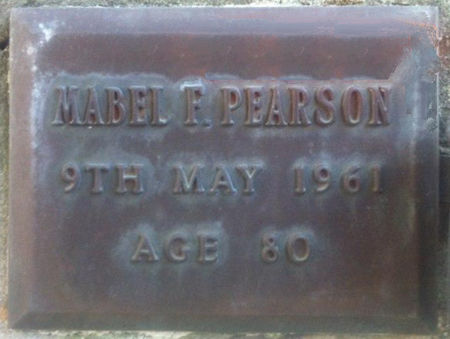 MABEL F. PEARSON
9TH MAY 1961
AGE 80